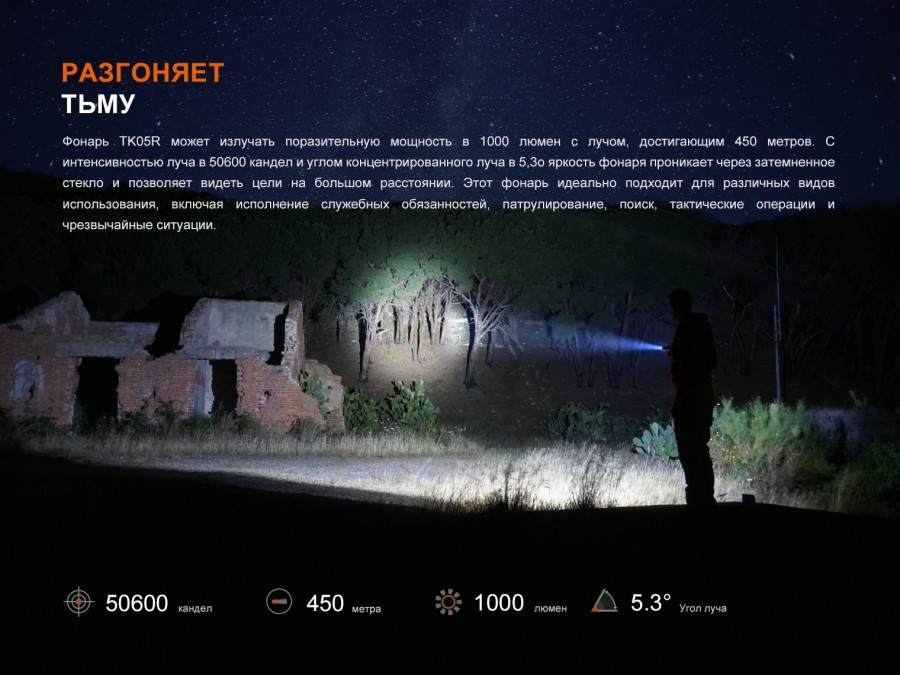 РАЗГОНЯЕТ
ТЬМУ
Фонарь TK05R может излучать поразительную мощность в 1000 люмен с лучом, достигающим 450 метров. С
интенсивностью луча в 50600 кандел и углом концентрированного луча в 5,3о яркость фонаря проникает через затемненное
стекло и позволяет видеть цели на большом расстоянии. Этот фонарь идеально подходит для различных видов
использования, включая исполнение служебных обязанностей, патрулирование, поиск, тактические операции и
чрезвычайные ситуации.
50600 кандел 450 метра 1000 люмен 5.3° Угол луча